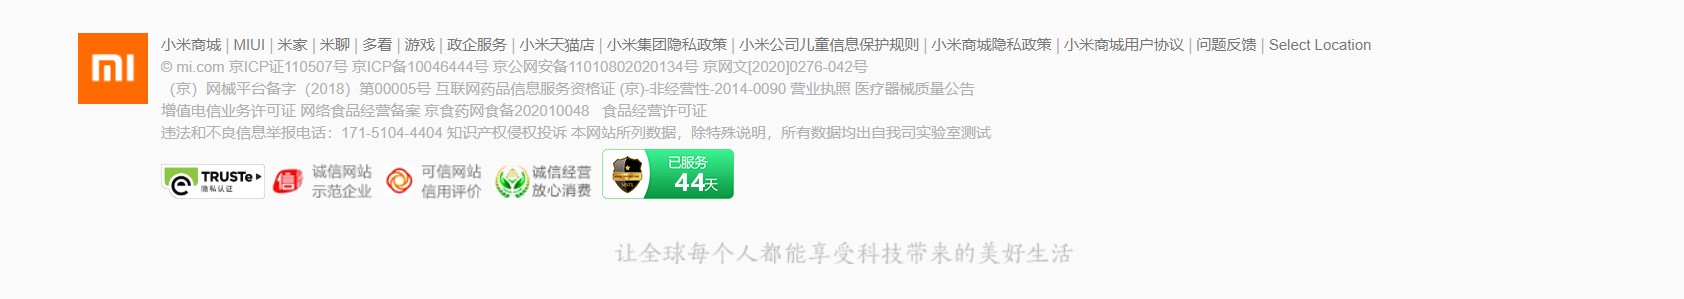 小米商城 | MIUI | 米家 | 米聊 | 多看 | 游戏 | 政企服务 | 小米天猫店 | 小米集团隐私政策 | 小米公司儿童信息保护规则 | 小米商城隐私政策 | 小米商城用户协议 | 问题反馈 | Select Location
© mi.com 京ICP证110507号 京ICP备10046444号 京公网安备11010802020134号 京网文[2020]0276-042号
（京）网械平台备字（2018）第00005号 互联网药品信息服务资格证 (京)-非经营性-2014-0090 营业执照 医疗器械质量公告
增值电信业务许可证 网络食品经营备案 京食药网食备202010048 食品经营许可证
违法和不良信息举报电话：171-5104-4404 知识产权侵权投诉 本网站所列数据，除特殊说明，所有数据均出自我司实验室测试
TRUSTe
隐私认证
信
诚信网站
示范企业
可信网站
信用评价
诚信经营
放心消费
已服务
44天
让全球每个人都能享受科技带来的美好生活